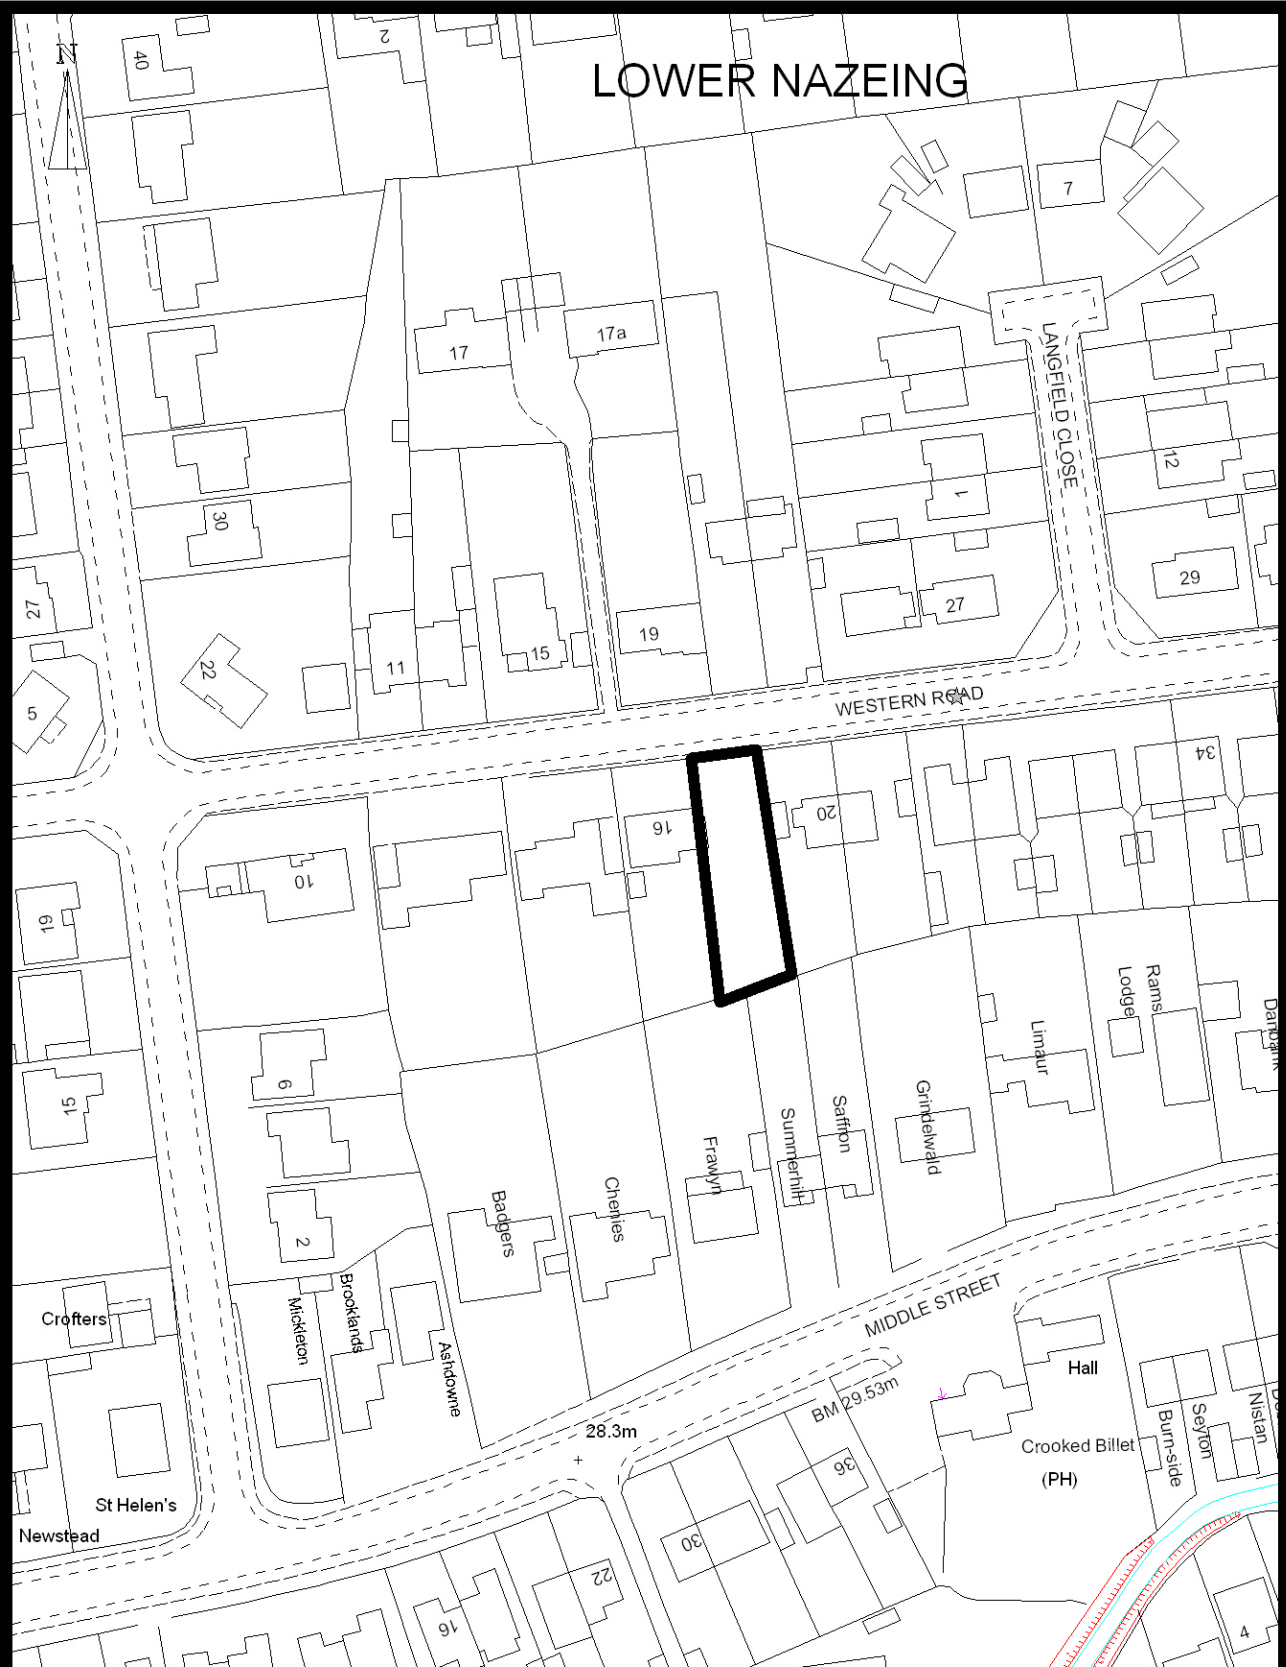 2
40
N
LOWER NAZEING
7
17a
17
LANGFIELD CLOSE
12
1
30
29
27
27
19
15
11
22
5
WESTERN ROAD
34
20
16
10
19
Rams
Lodge
Danbank
Limaur
Grindelwald
Saffron
Summerhill
Frawyn
Chenies
Badgers
6
15
2
Brooklands
Mickleton
Ashdowne
Crofters
MIDDLE STREET
Hall
BM 29.53m
28.3m
Crooked Billet
(PH)
Burn-side
Seyton
Nistan
36
St Helen's
Newstead
30
22
16
4